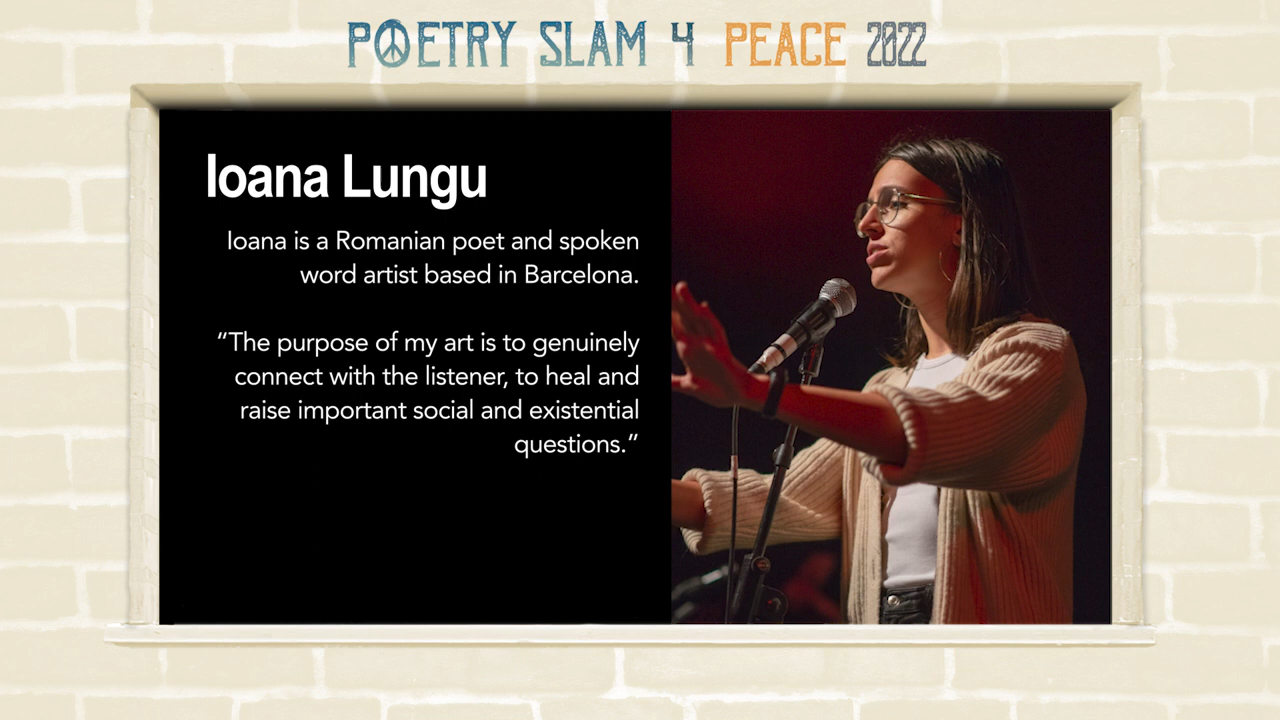 POETRY SLAM 4 PEACE 2022
Ioana Lungu
Ioana is a Romanian poet and spoken
word artist based in Barcelona.
“The purpose of my art is to genuinely
connect with the listener, to heal and
raise important social and existential
questions.”